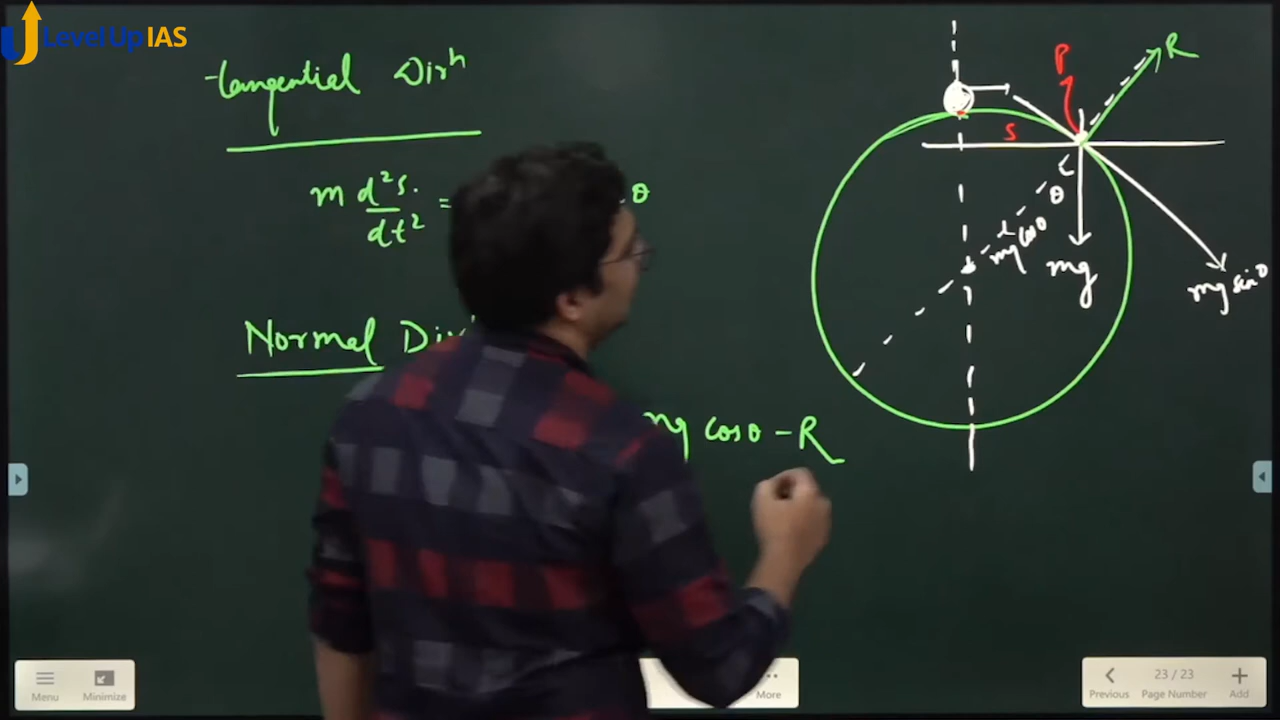 Level Up IAS
Tangential Dirⁿ
m d²s/dt² =
θ
Normal
mg cosθ - R
P
R
S
θ
mg cosθ
mg
mg sinθ
Menu
Minimize
More
Previous
23 / 23
Page Number
Add